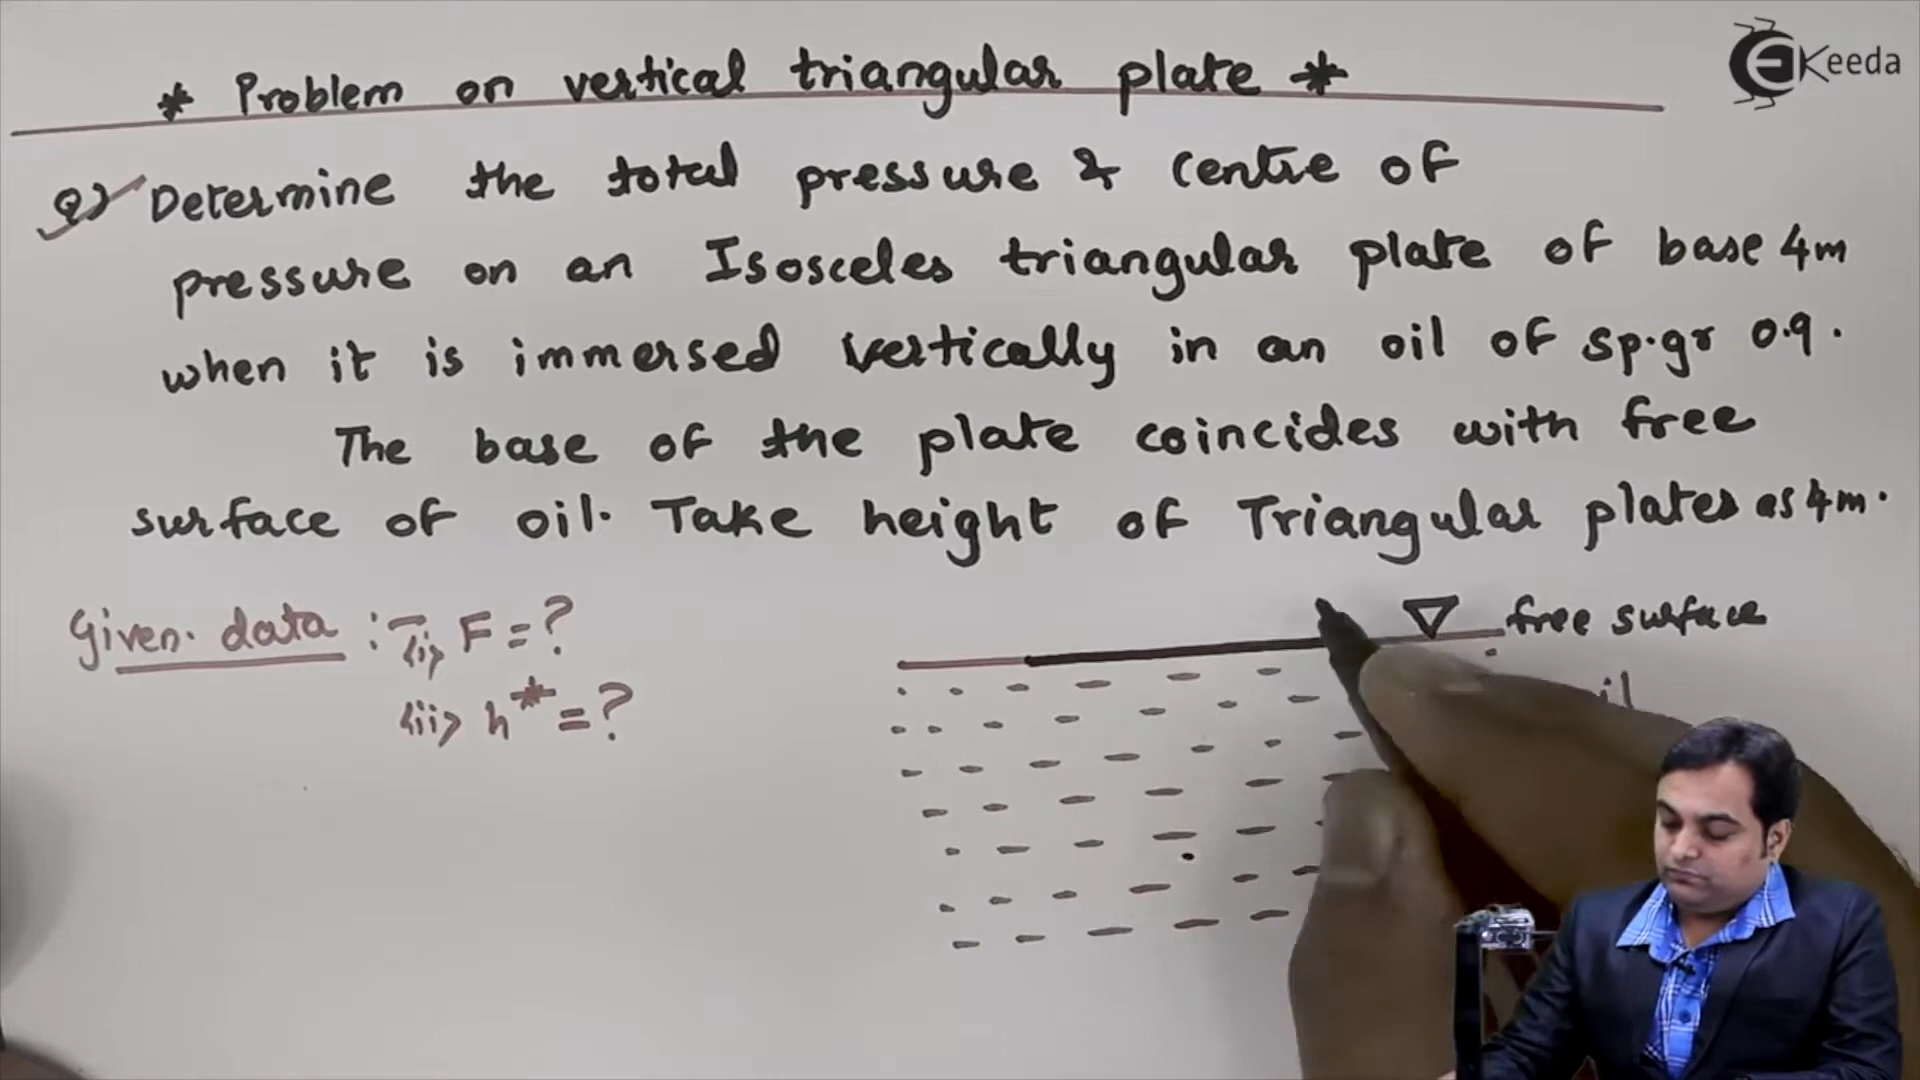 EKeeda
* Problem on vertical triangular plate *
Q) Determine the total pressure & centre of
pressure on an Isosceles triangular plate of base 4m
when it is immersed vertically in an oil of sp.gr 0.9.
The base of the plate coincides with free
surface of oil. Take height of Triangular plates as 4m.
Given data : (i) F = ?
(ii) h* = ?
free surface